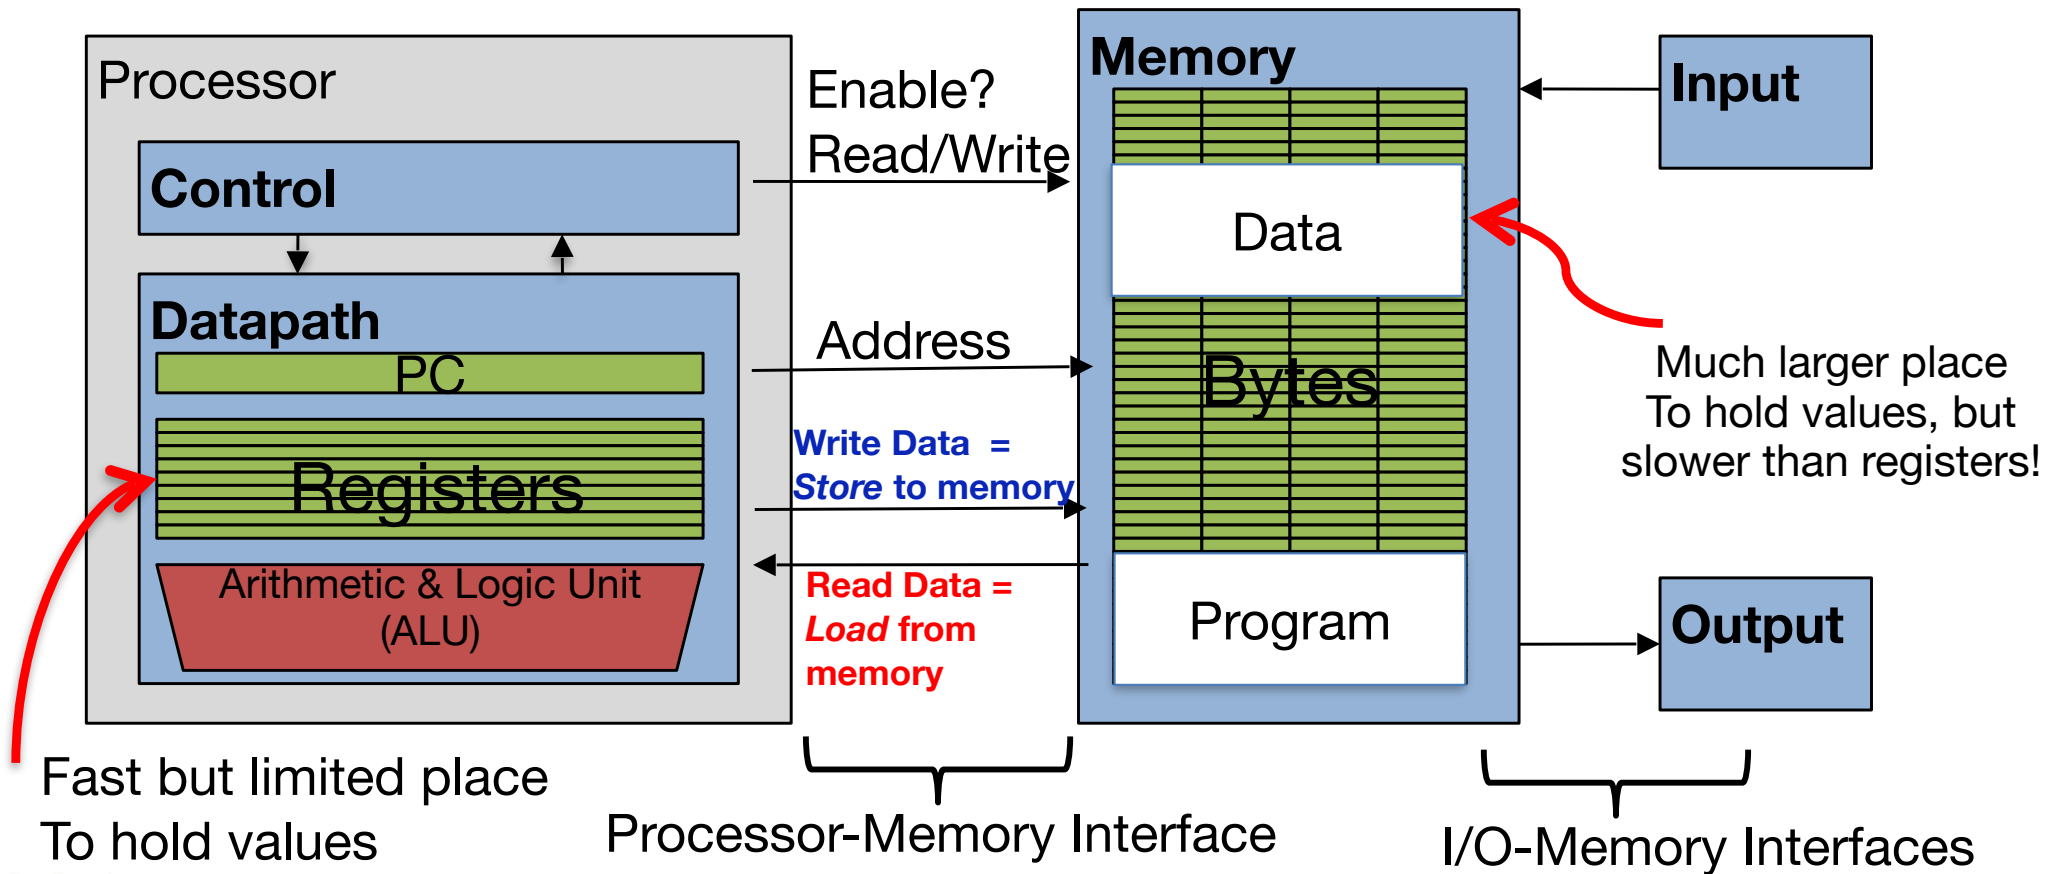 Processor
Control
Datapath
PC
Registers
Arithmetic & Logic Unit
(ALU)
Fast but limited place
To hold values
Enable?
Read/Write
Address
Write Data =
Store to memory
Read Data =
Load from
memory
Processor-Memory Interface
Memory
Data
Bytes
Program
Input
Much larger place
To hold values, but
slower than registers!
Output
I/O-Memory Interfaces